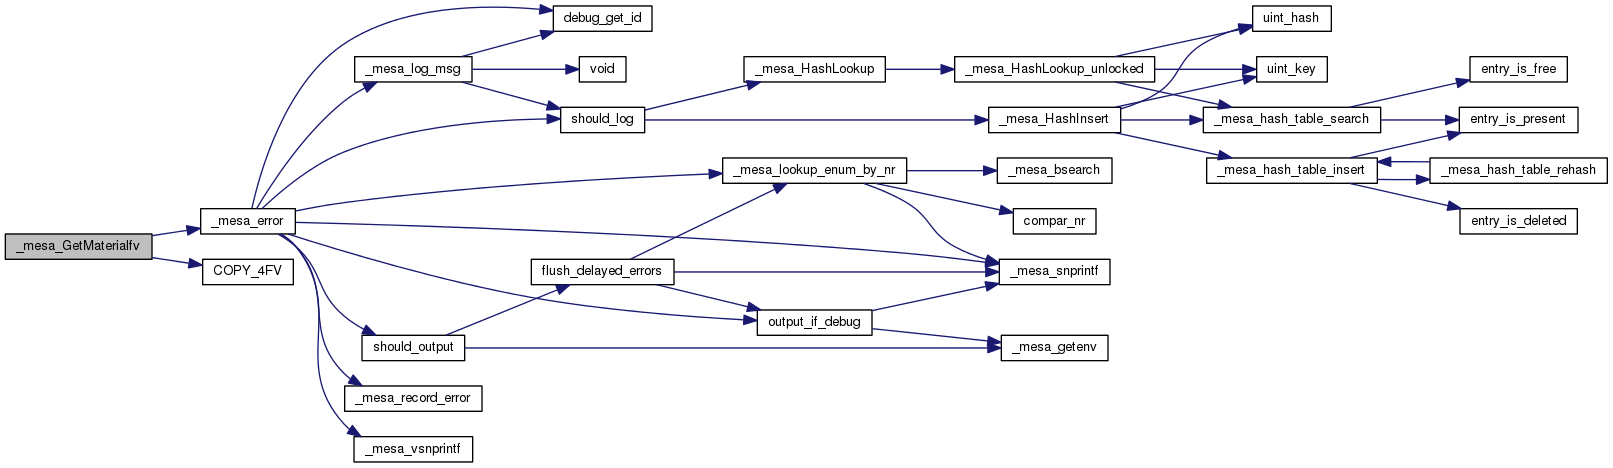 debug_get_id
uint_hash
_mesa_log_msg
void
_mesa_HashLookup
_mesa_HashLookup_unlocked
uint_key
entry_is_free
should_log
_mesa_HashInsert
_mesa_hash_table_search
entry_is_present
_mesa_lookup_enum_by_nr
_mesa_bsearch
_mesa_hash_table_insert
_mesa_hash_table_rehash
_mesa_error
compar_nr
entry_is_deleted
_mesa_GetMaterialfv
COPY_4FV
flush_delayed_errors
_mesa_snprintf
output_if_debug
should_output
_mesa_getenv
_mesa_record_error
_mesa_vsnprintf